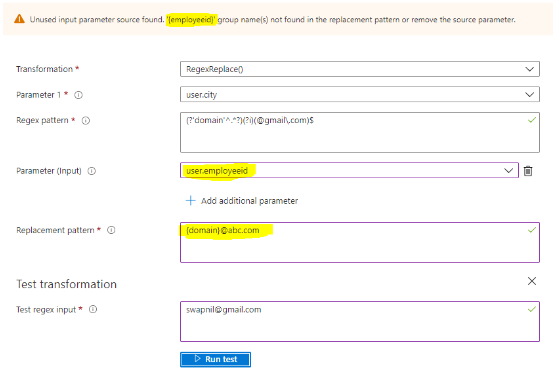 Unused input parameter source found. '{employeeid}' group name(s) not found in the replacement pattern or remove the source parameter.
Transformation *
RegexReplace()
Parameter 1 *
user.city
Regex pattern *
(?'domain'^.*?)(?i)(@gmail\.com)$
Parameter (Input)
user.employeeid
Add additional parameter
Replacement pattern *
{domain}@abc.com
Test transformation
Test regex input *
swapnil@gmail.com
Run test